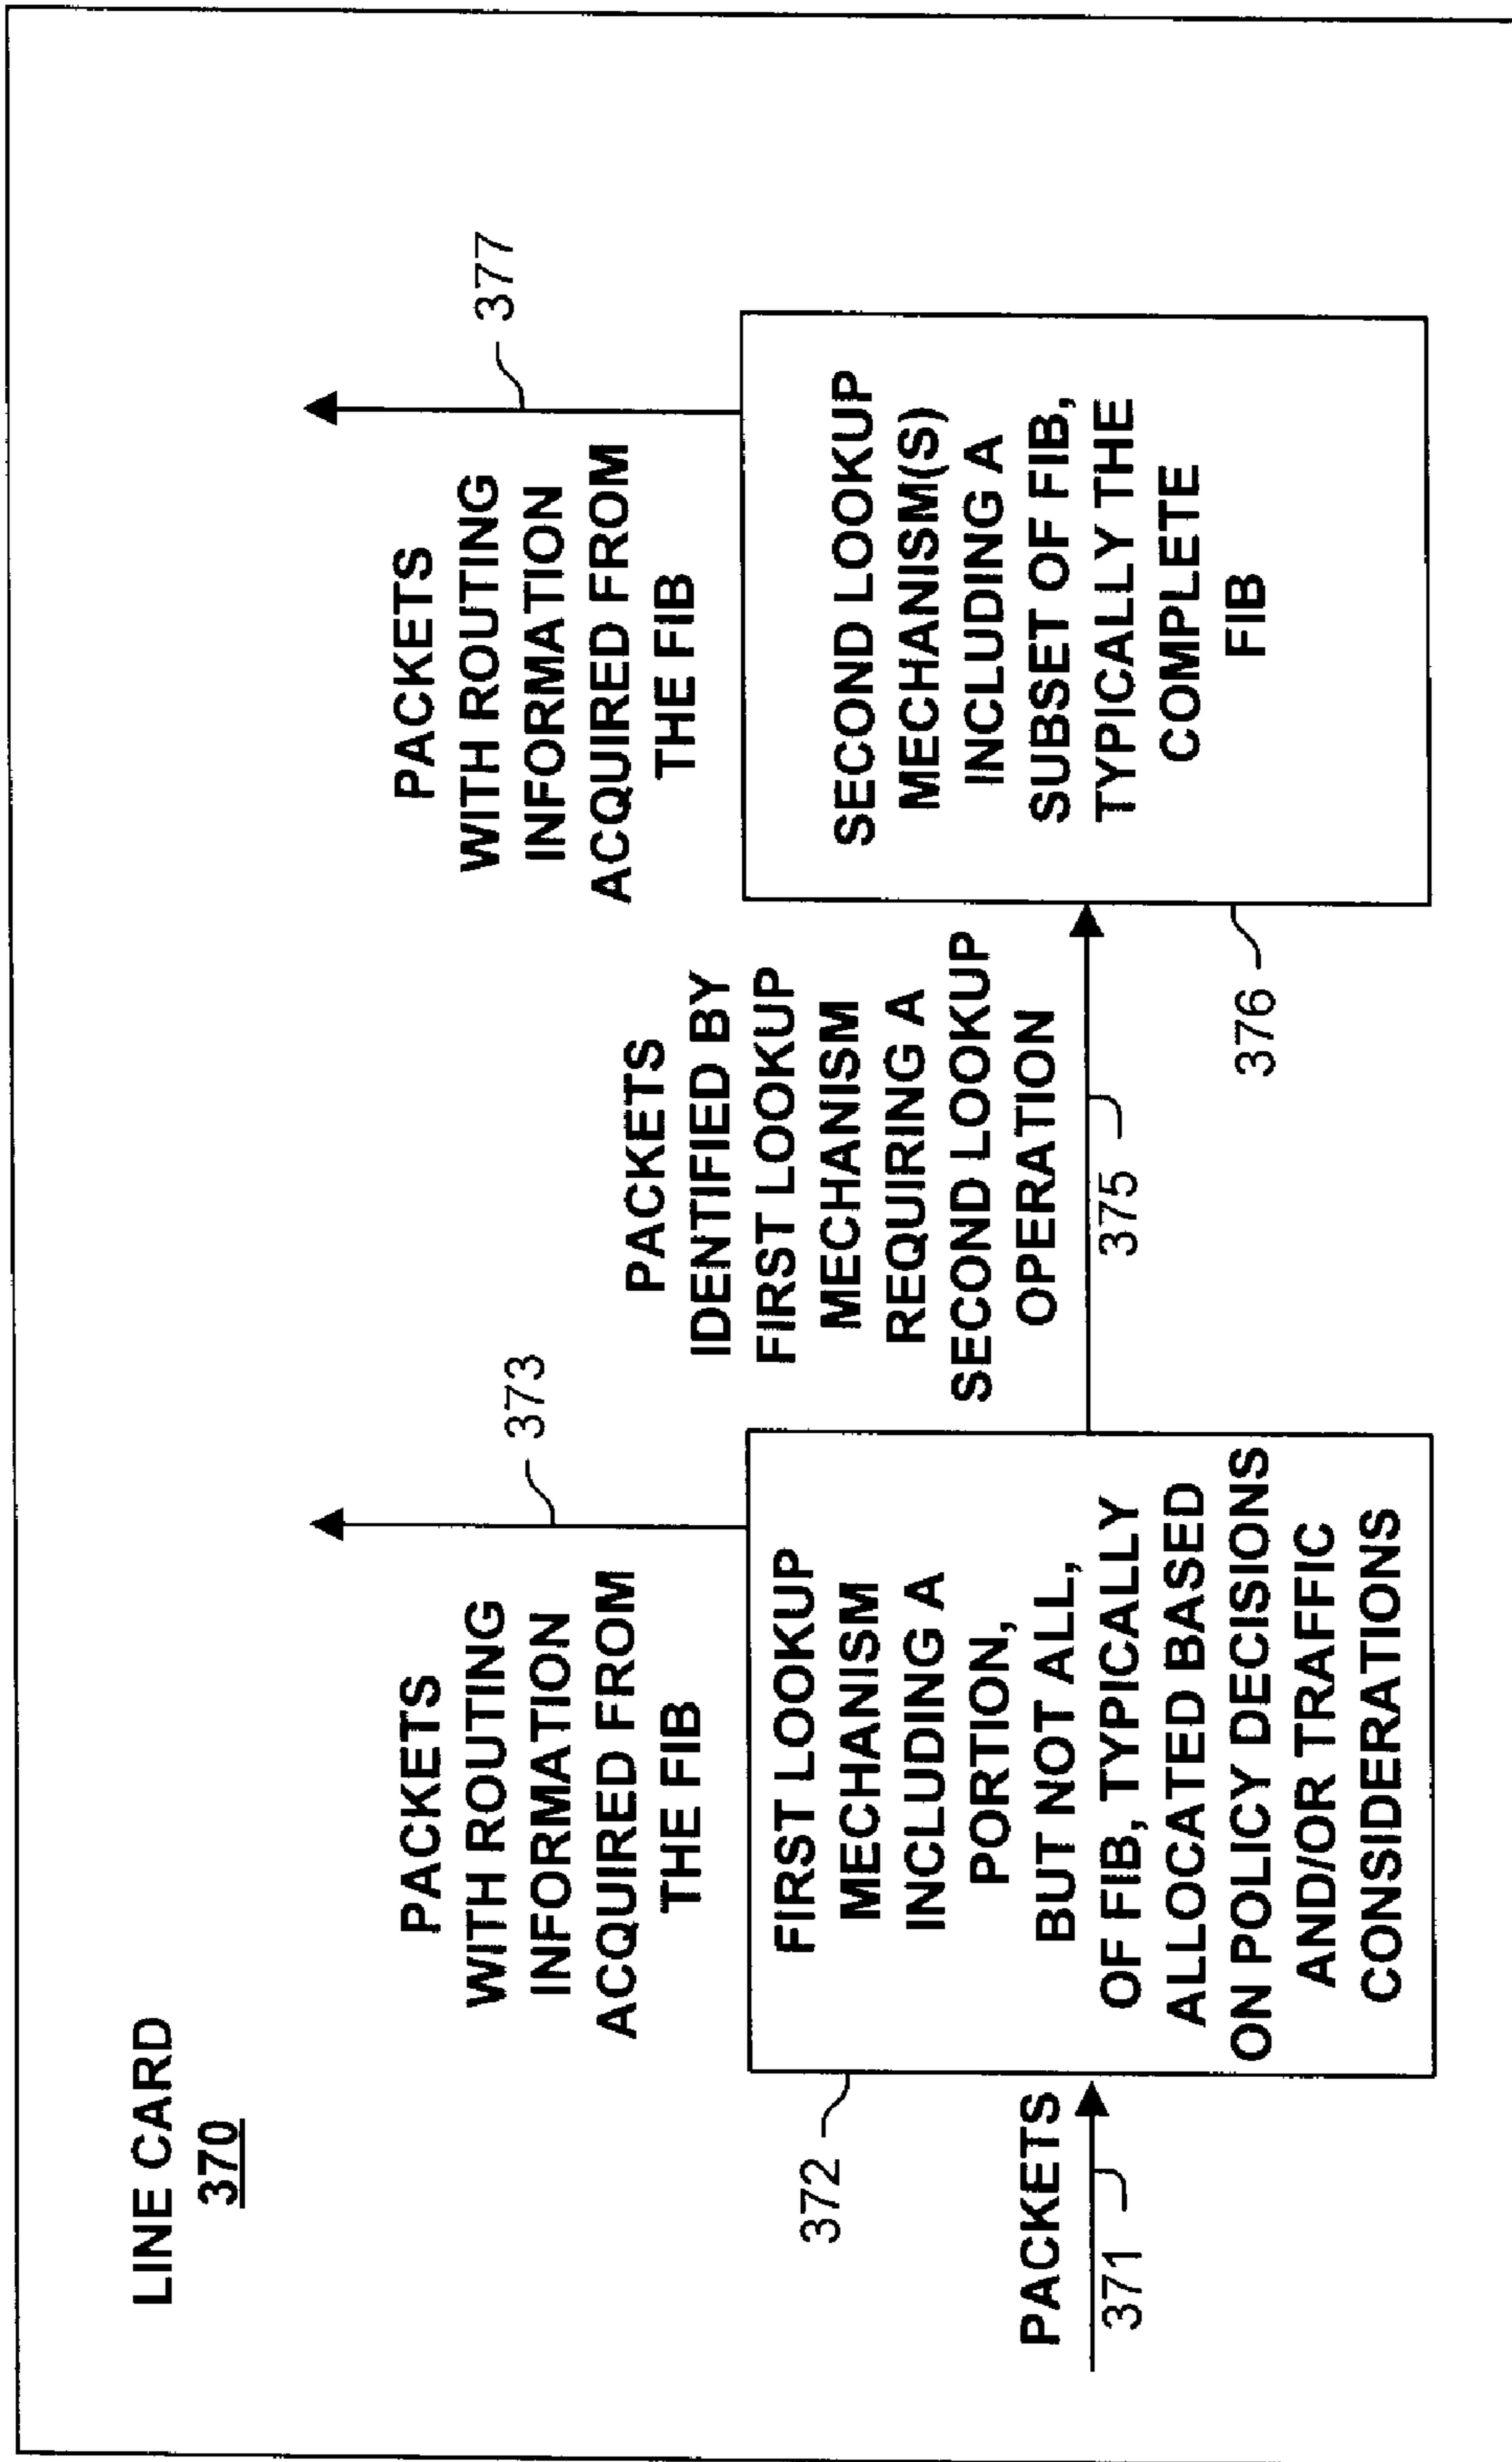 LINE CARD
370
PACKETS
371
372
FIRST LOOKUP
MECHANISM
INCLUDING A
PORTION,
BUT NOT ALL,
OF FIB, TYPICALLY
ALLOCATED BASED
ON POLICY DECISIONS
AND/OR TRAFFIC
CONSIDERATIONS
PACKETS
WITH ROUTING
INFORMATION
ACQUIRED FROM
THE FIB
373
PACKETS
IDENTIFIED BY
FIRST LOOKUP
MECHANISM
REQUIRING A
SECOND LOOKUP
OPERATION
375
376
SECOND LOOKUP
MECHANISM(S)
INCLUDING A
SUBSET OF FIB,
TYPICALLY THE
COMPLETE
FIB
PACKETS
WITH ROUTING
INFORMATION
ACQUIRED FROM
THE FIB
377